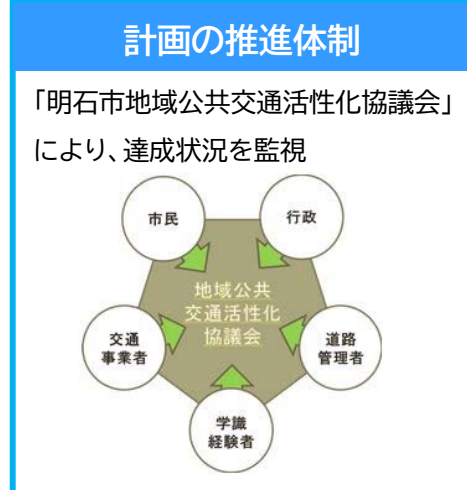 計画の推進体制
「明石市地域公共交通活性化協議会」
により、達成状況を監視
市民
行政
地域公共
交通活性化
協議会
交通
事業者
道路
管理者
学識
経験者